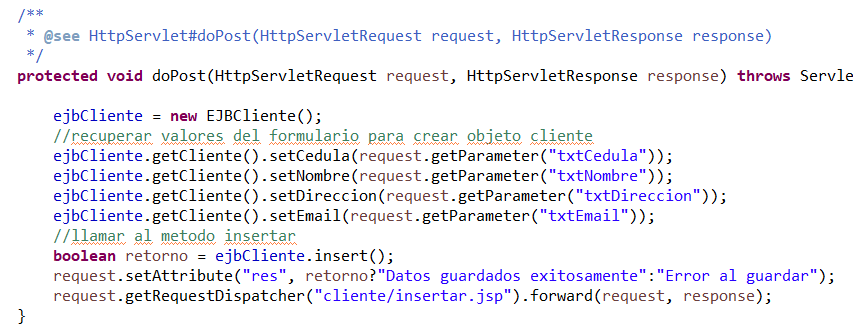 /**
 * @see HttpServlet#doPost(HttpServletRequest request, HttpServletResponse response)
 */
protected void doPost(HttpServletRequest request, HttpServletResponse response) throws Servle
ejbCliente = new EJBCliente();
//recuperar valores del formulario para crear objeto cliente
ejbCliente.getCliente().setCedula(request.getParameter("txtCedula"));
ejbCliente.getCliente().setNombre(request.getParameter("txtNombre"));
ejbCliente.getCliente().setDireccion(request.getParameter("txtDireccion"));
ejbCliente.getCliente().setEmail(request.getParameter("txtEmail"));
//llamar al metodo insertar
boolean retorno = ejbCliente.insert();
request.setAttribute("res", retorno?"Datos guardados exitosamente":"Error al guardar");
request.getRequestDispatcher("cliente/insertar.jsp").forward(request, response);
}